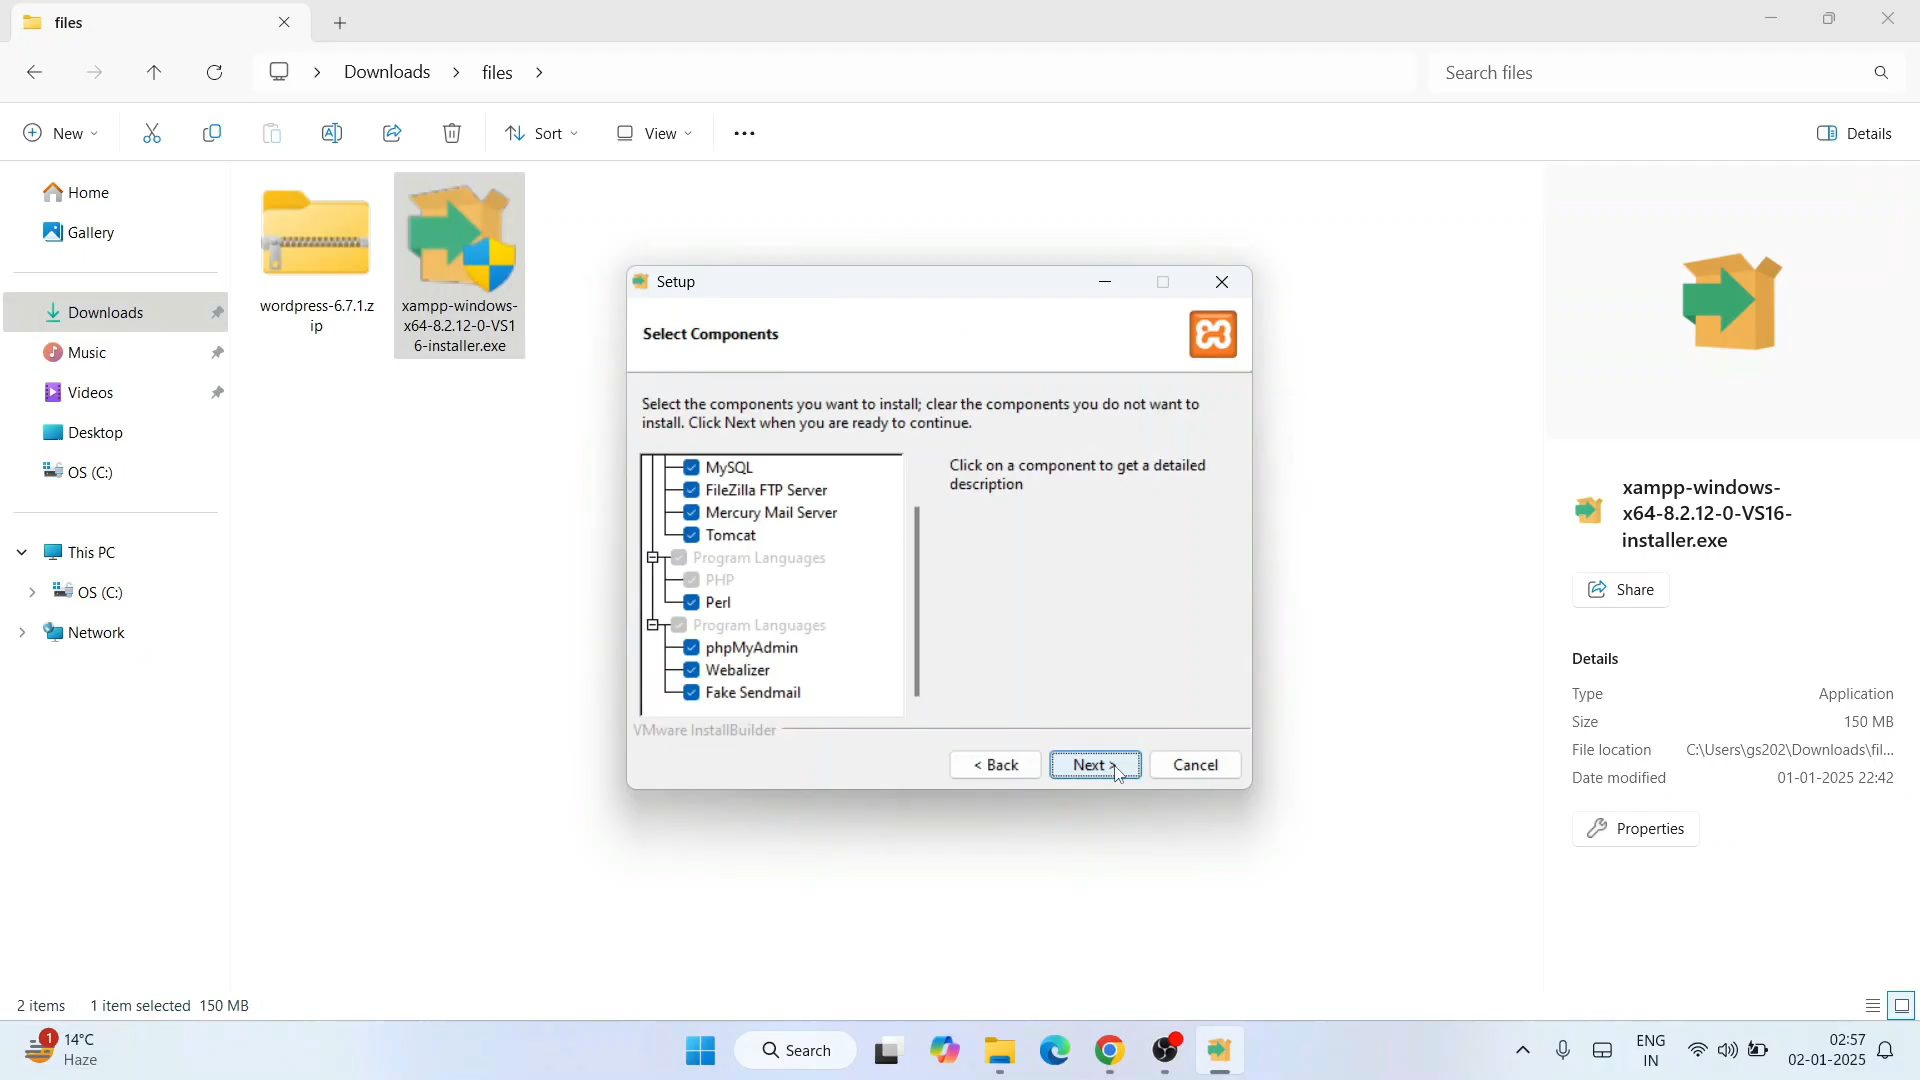 files
Downloads
files
Search files
New
Sort
View
Details
Home
Gallery
Downloads
Music
Videos
Desktop
OS (C:)
This PC
OS (C:)
Network
wordpress-6.7.1.z
ip
xampp-windows-
x64-8.2.12-0-VS1
6-installer.exe
Setup
Select Components
Select the components you want to install; clear the components you do not want to
install. Click Next when you are ready to continue.
MySQL
FileZilla FTP Server
Mercury Mail Server
Tomcat
Program Languages
PHP
Perl
Program Languages
phpMyAdmin
Webalizer
Fake Sendmail
Click on a component to get a detailed
description
VMware InstallBuilder
< Back
Next >
Cancel
xampp-windows-
x64-8.2.12-0-VS16-
installer.exe
Share
Details
Type Application
Size 150 MB
File location C:\Users\gs202\Downloads\fil...
Date modified 01-01-2025 22:42
Properties
2 items 1 item selected 150 MB
1
14°C
Haze
Search
ENG
IN
02:57
02-01-2025